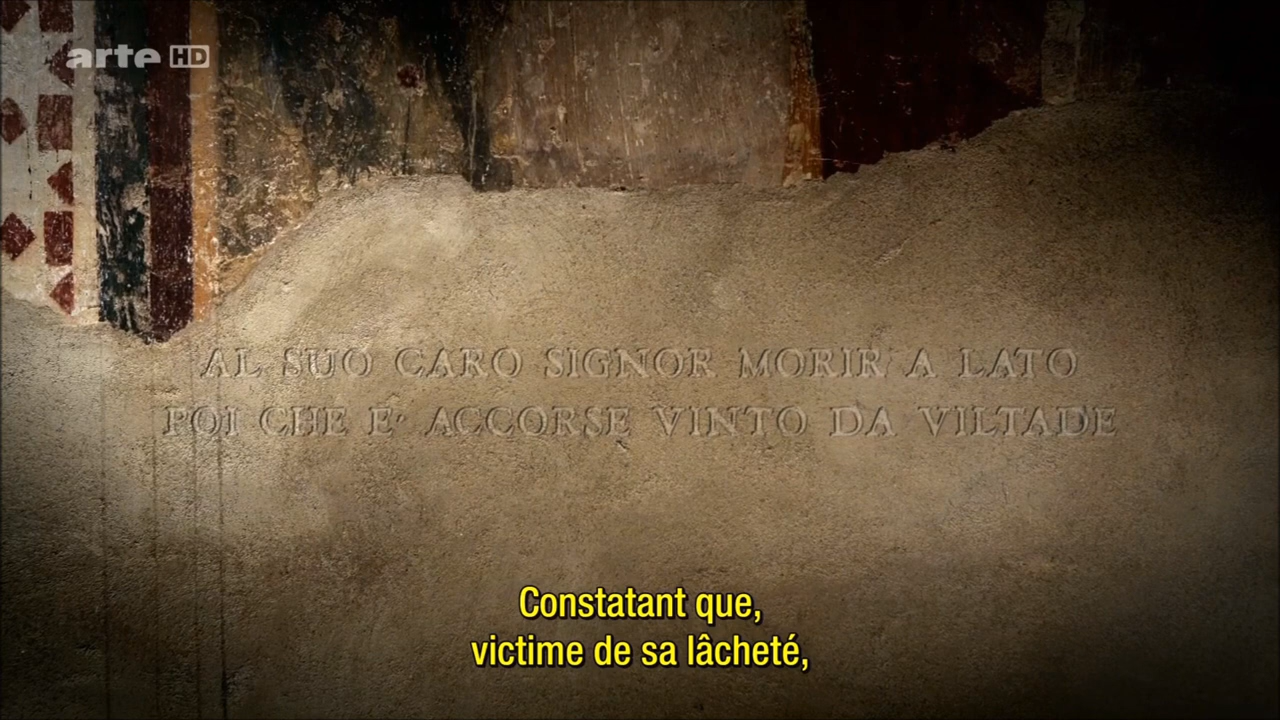 arte HD
AL SUO CARO SIGNOR MORIR A LATO
POI CHE E' ACCORSE VINTO DA VILTADE
Constatant que,
victime de sa lâcheté,